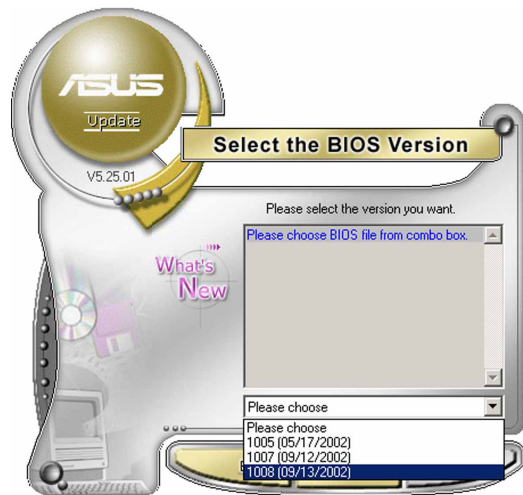 ASUS
Update
V5.25.01
Select the BIOS Version
Please select the version you want.
Please choose BIOS file from combo box.
What's
New
Please choose
Please choose
1005 (05/17/2002)
1007 (09/12/2002)
1008 (09/13/2002)